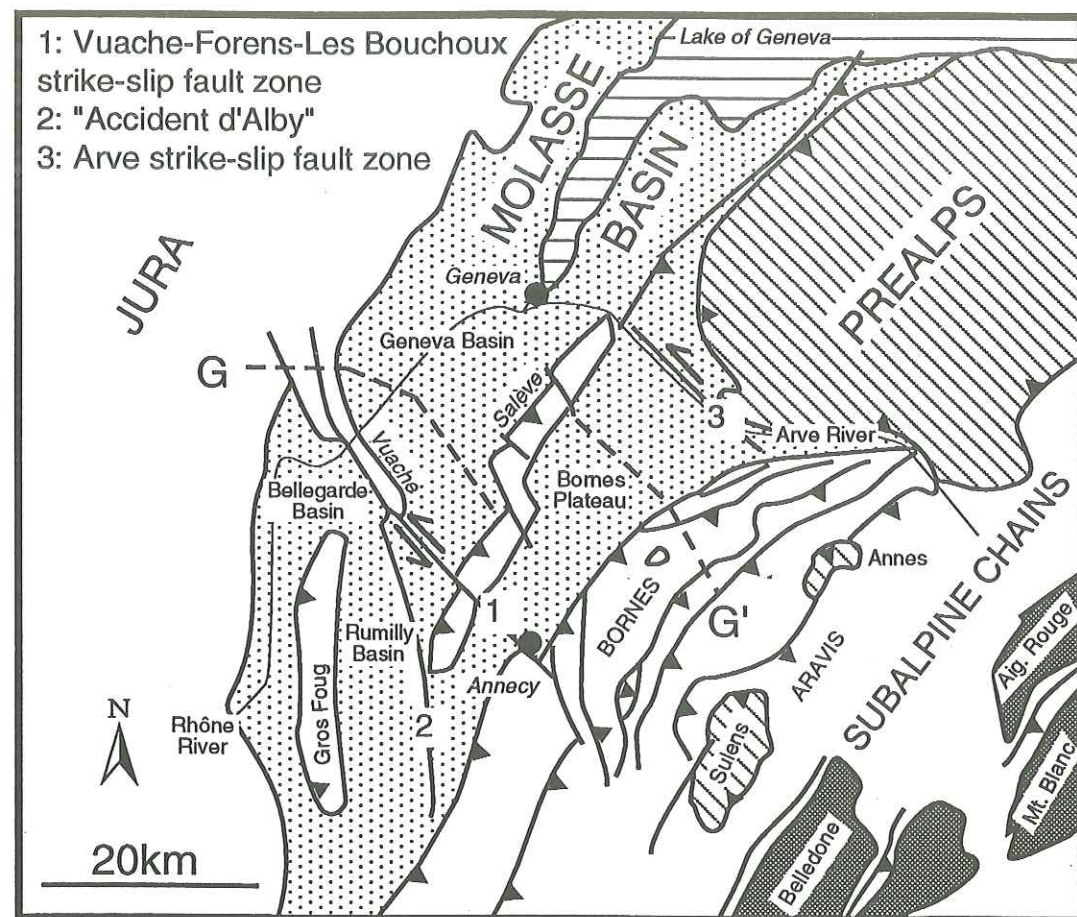 1: Vuache-Forens-Les Bouchoux
strike-slip fault zone
2: "Accident d'Alby"
3: Arve strike-slip fault zone
Lake of Geneva
MOLASSE
BASIN
JURA
PREALPS
Geneva
Geneva Basin
G
Salève
3
Vuache
Arve River
Bellegarde
Basin
Bornes
Plateau
Annes
BORNES
G'
1
Rumilly
Basin
Annecy
ARAVIS
SUBALPINE CHAINS
Aig. Rouge
N
Rhône
River
Gros Foug
2
Sulens
Mt. Blanc
Belledone
20km